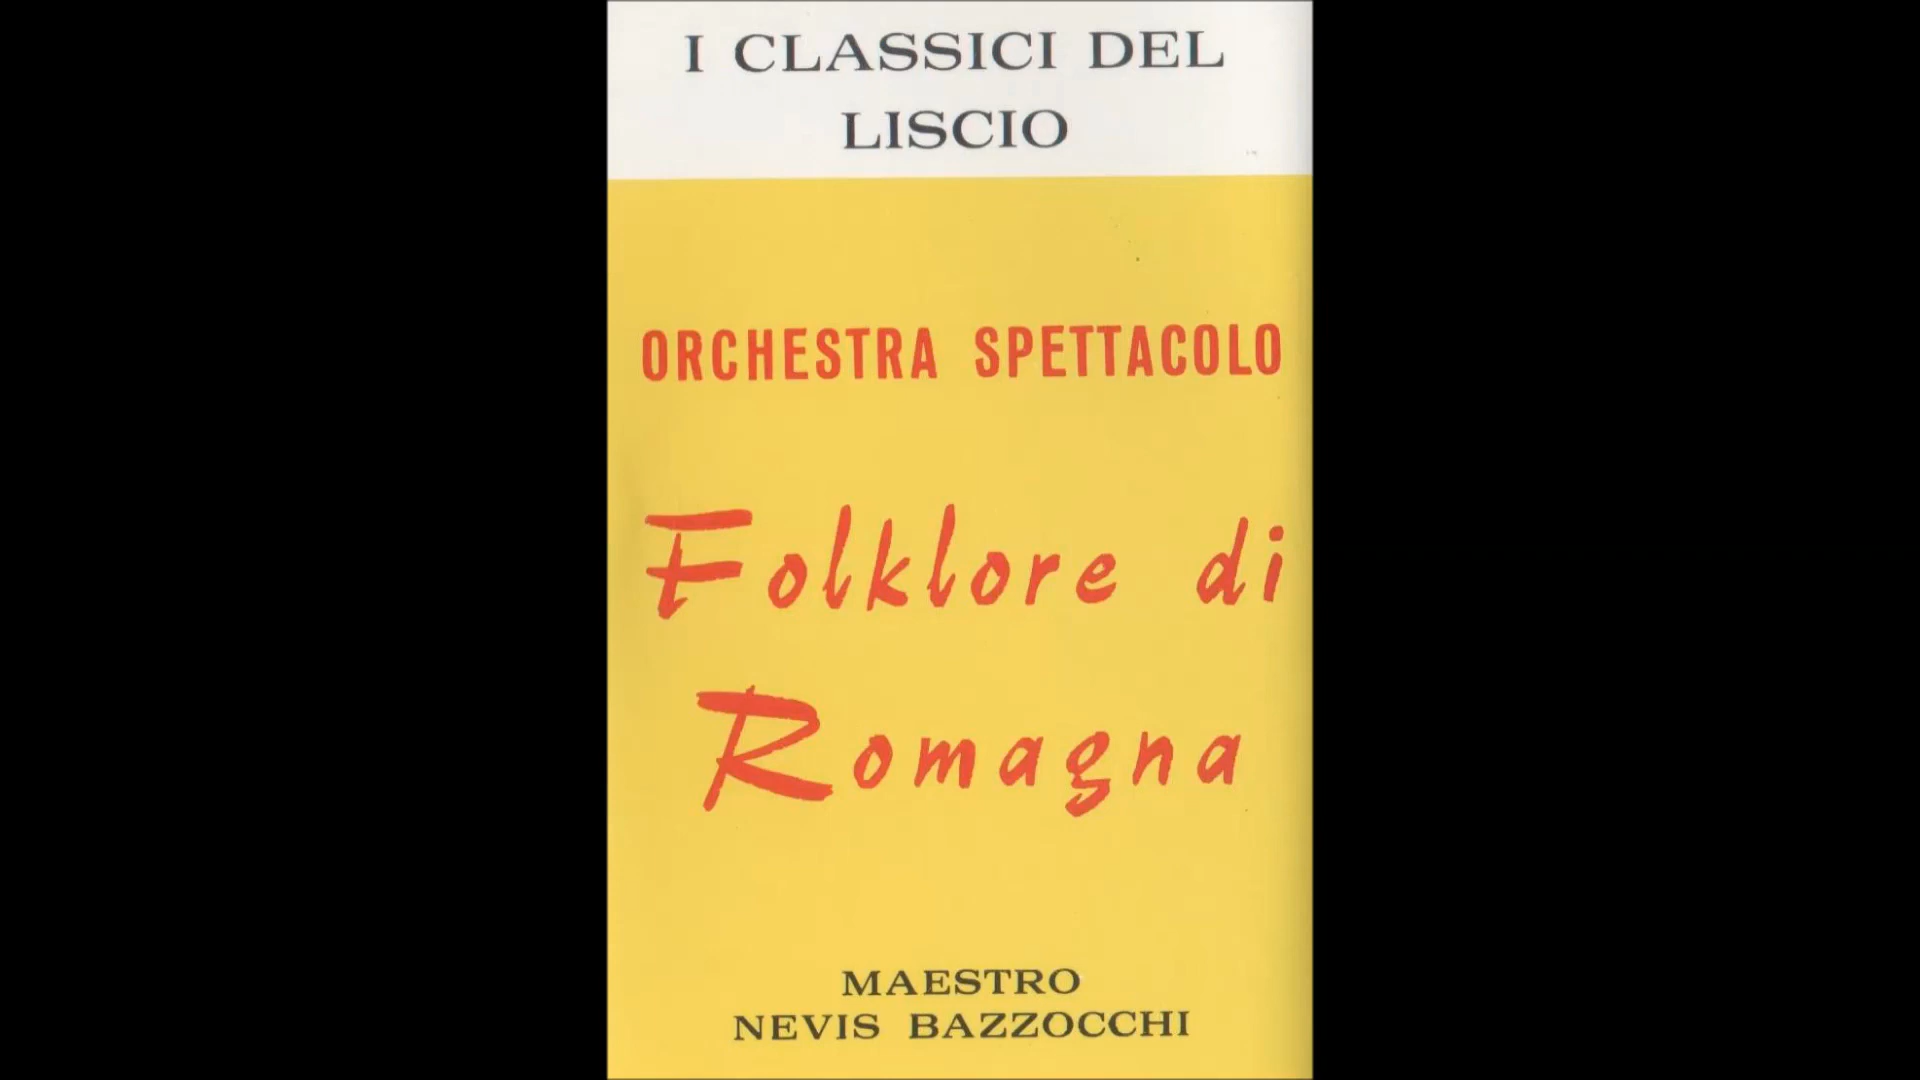 I CLASSICI DEL
LISCIO
ORCHESTRA SPETTACOLO
Folklore di
Romagna
MAESTRO
NEVIS BAZZOCCHI